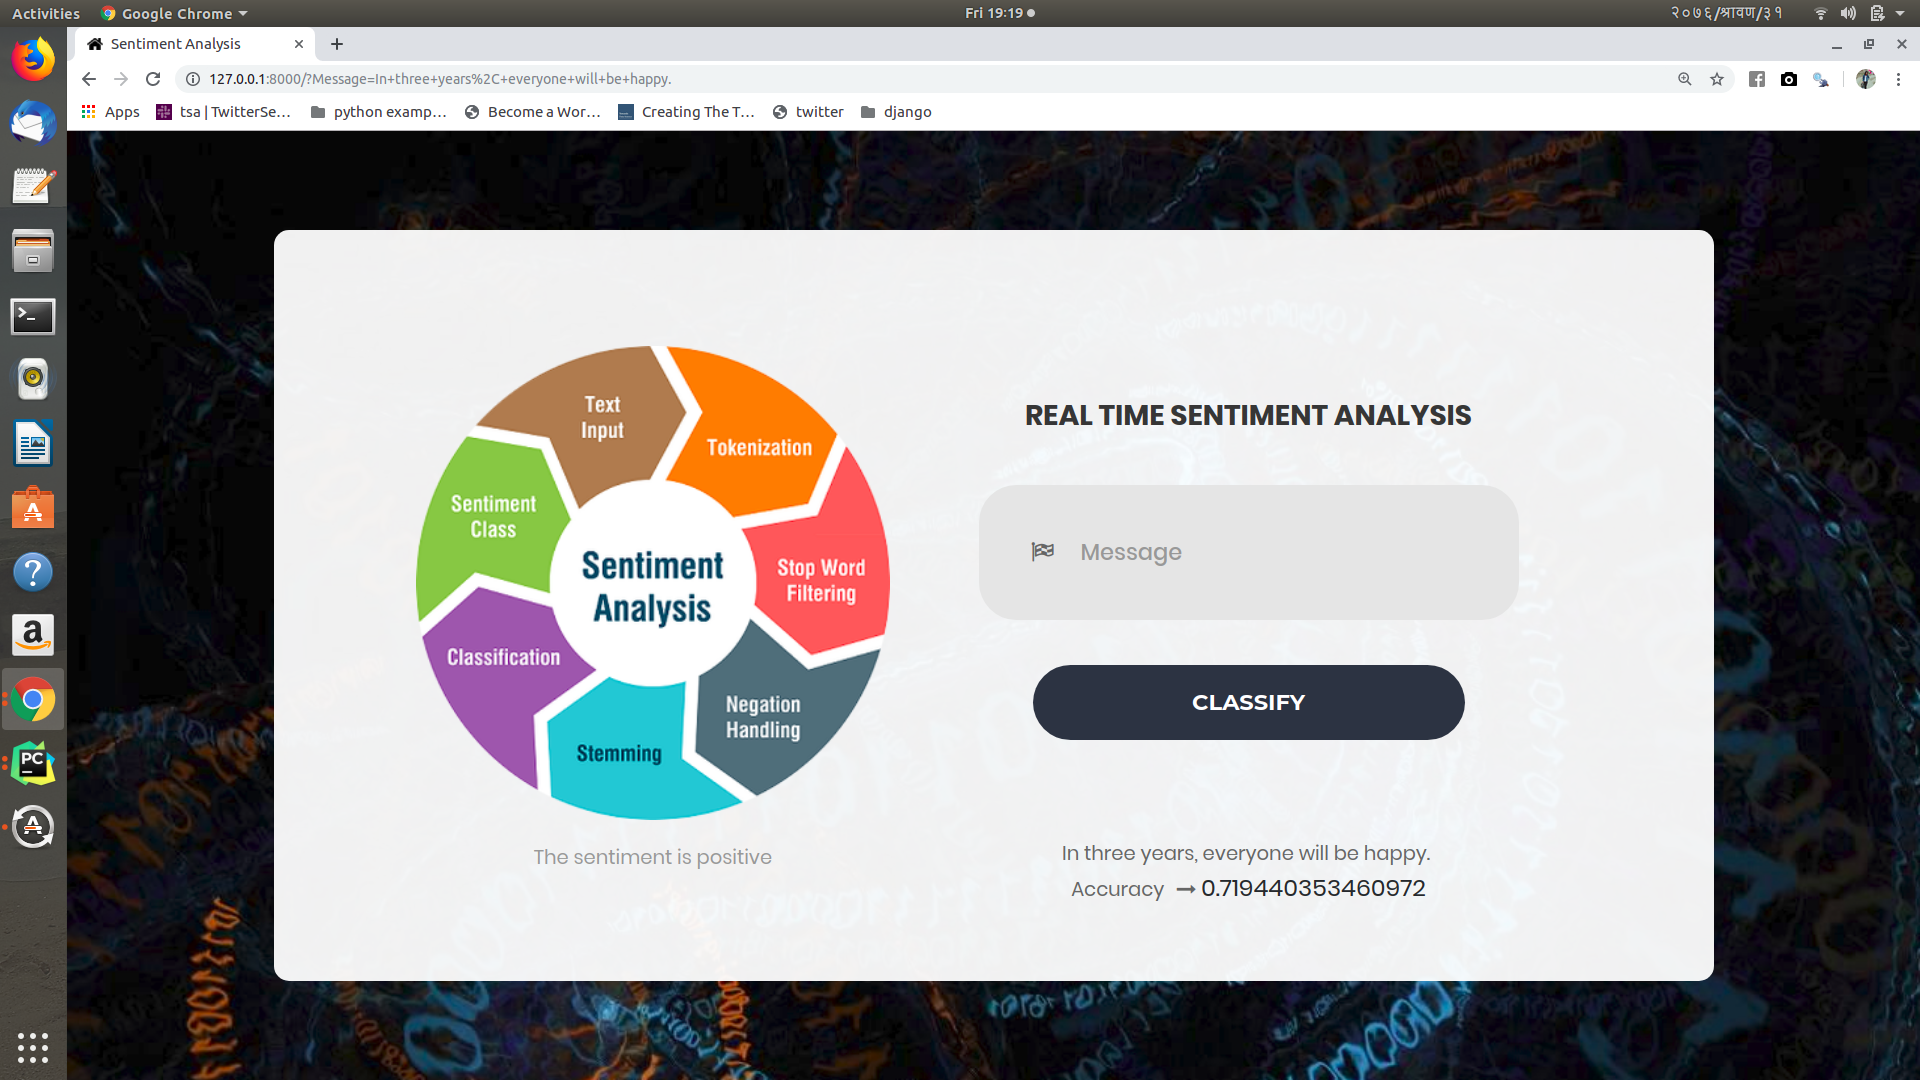 Activities
Google Chrome
Fri 19:19
२०७६/श्रावण/३१
Sentiment Analysis
127.0.0.1:8000/?Message=In+three+years%2C+everyone+will+be+happy.
Apps
tsa | TwitterSe...
python examp...
Become a Wor...
Creating The T...
twitter
django
Text
Input
Tokenization
Stop Word
Filtering
Negation
Handling
Stemming
Classification
Sentiment
Class
Sentiment
Analysis
The sentiment is positive
REAL TIME SENTIMENT ANALYSIS
Message
CLASSIFY
In three years, everyone will be happy.
Accuracy → 0.719440353460972